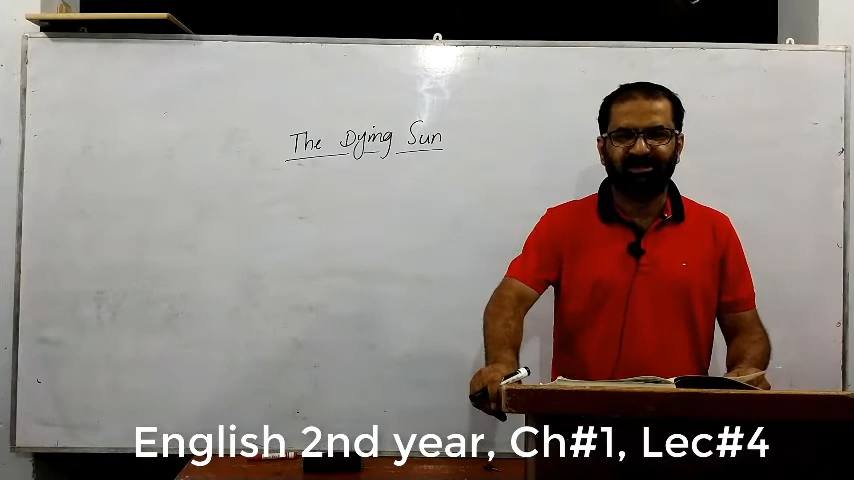 The Dying Sun
English 2nd year, Ch#1, Lec#4